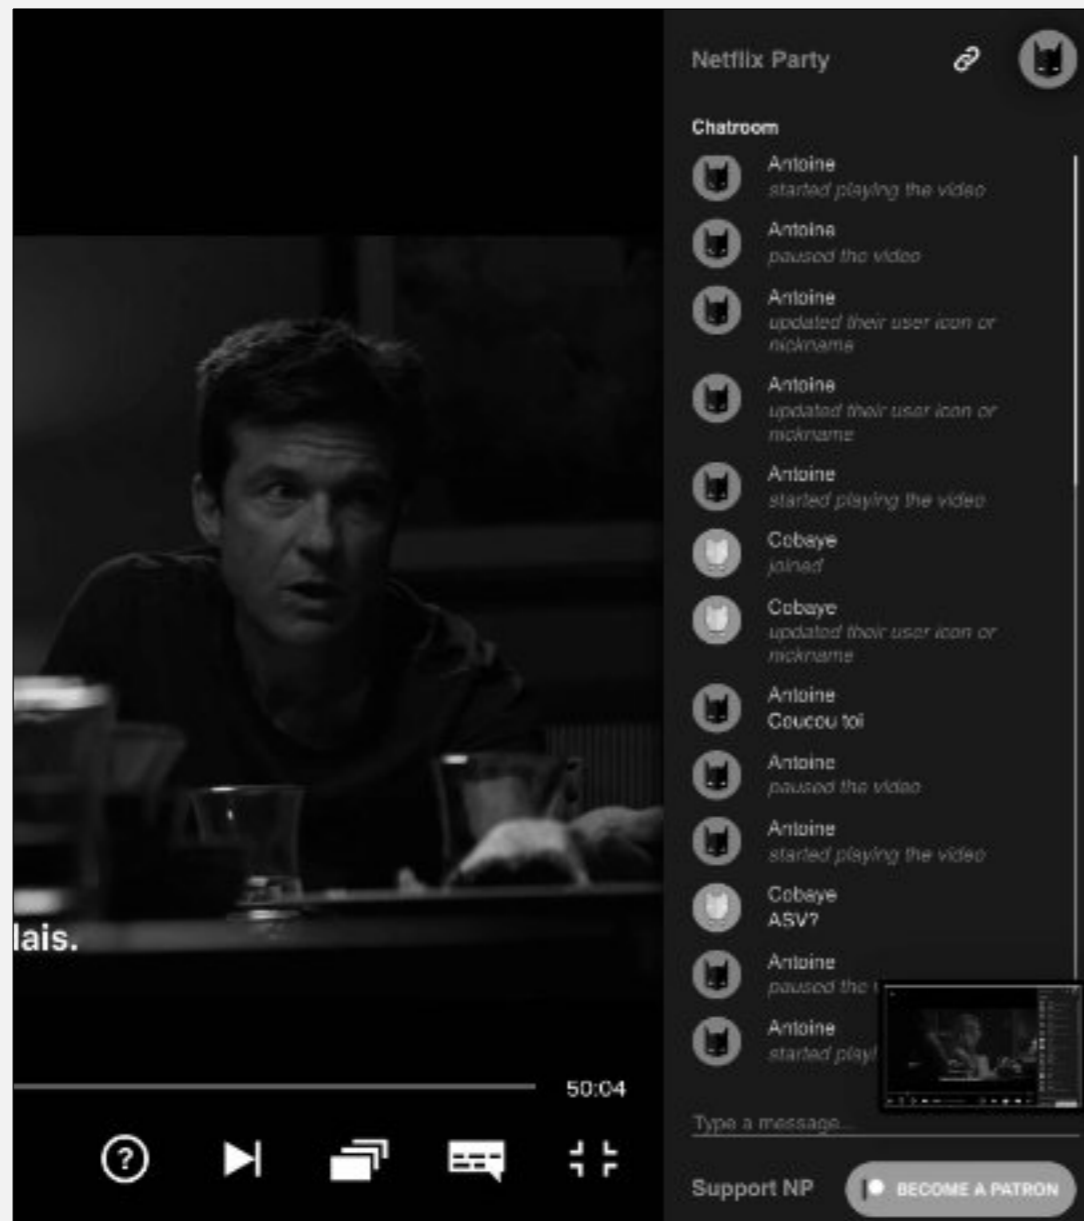 Netflix Party
Chatroom
Antoine
started playing the video
Antoine
paused the video
Antoine
updated their user icon or
nickname
Antoine
updated their user icon or
nickname
Antoine
started playing the video
Cobaye
joined
Cobaye
updated their user icon or
nickname
Antoine
Coucou toi
Antoine
paused the video
Antoine
started playing the video
Cobaye
ASV?
Antoine
paused the
Antoine
started playi
lais.
50:04
?
Type a message...
Support NP
BECOME A PATRON